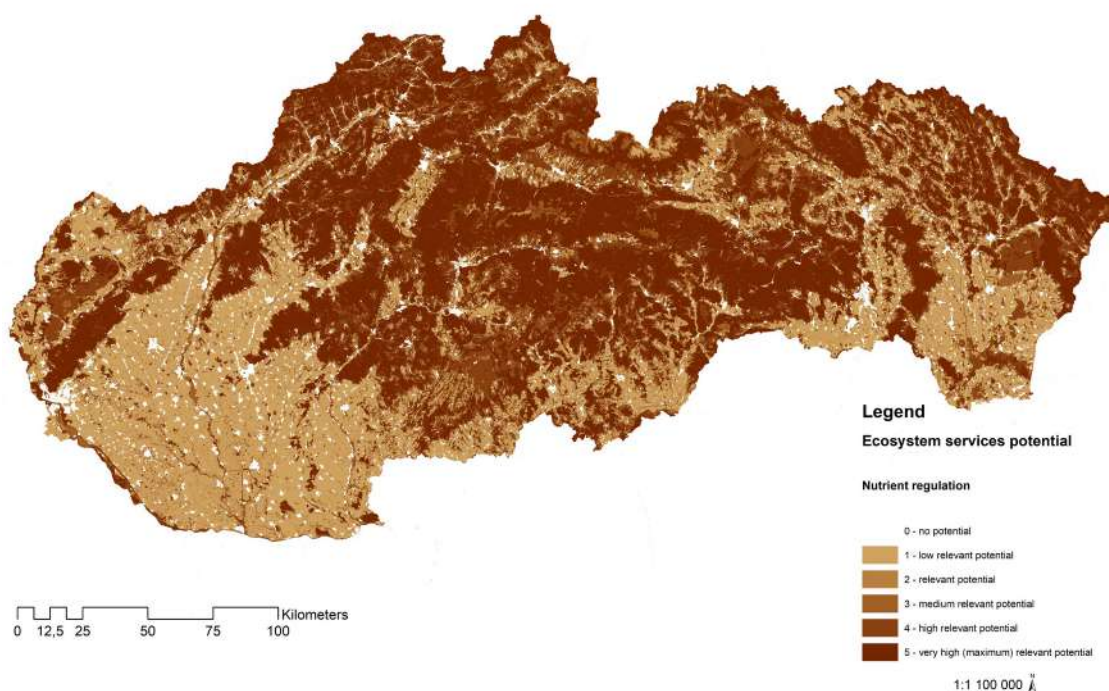 Legend
Ecosystem services potential
Nutrient regulation
0 - no potential
1 - low relevant potential
2 - relevant potential
3 - medium relevant potential
4 - high relevant potential
5 - very high (maximum) relevant potential
Kilometers
0 12,5 25 50 75 100
1:1 100 000 N